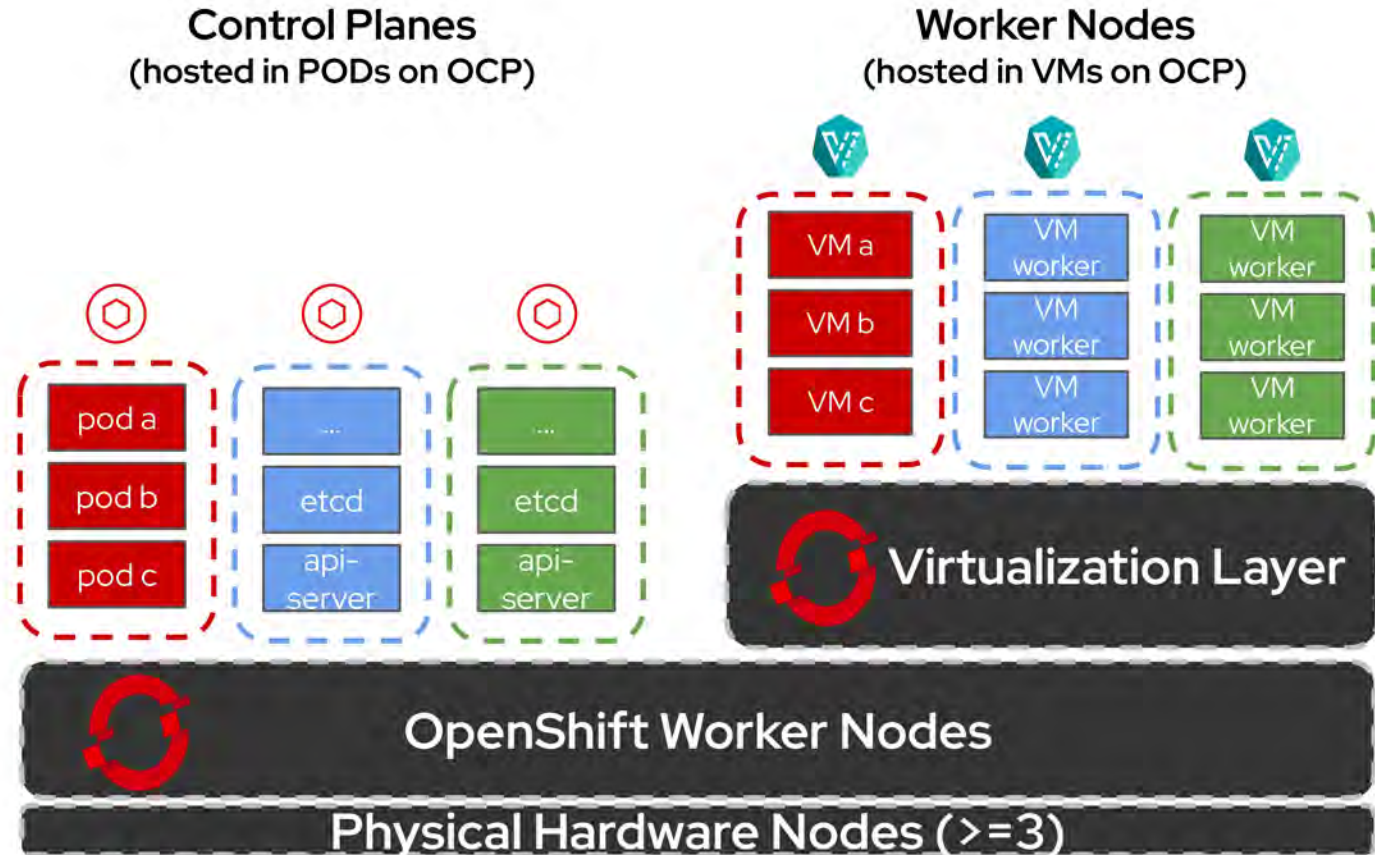 Control Planes
(hosted in PODs on OCP)
pod a
pod b
pod c
...
etcd
api-
server
...
etcd
api-
server
Worker Nodes
(hosted in VMs on OCP)
VM a
VM b
VM c
VM
worker
VM
worker
VM
worker
VM
worker
VM
worker
VM
worker
Virtualization Layer
OpenShift Worker Nodes
Physical Hardware Nodes (>=3)